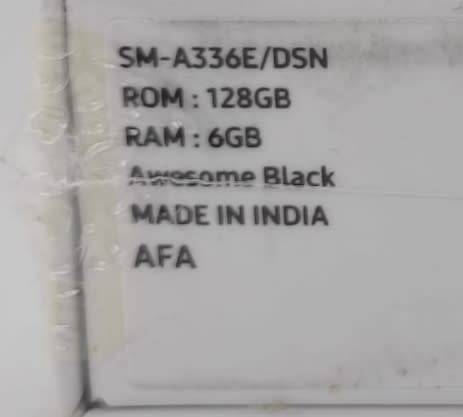 SM-A336E/DSN
ROM : 128GB
RAM : 6GB
Awesome Black
MADE IN INDIA
AFA